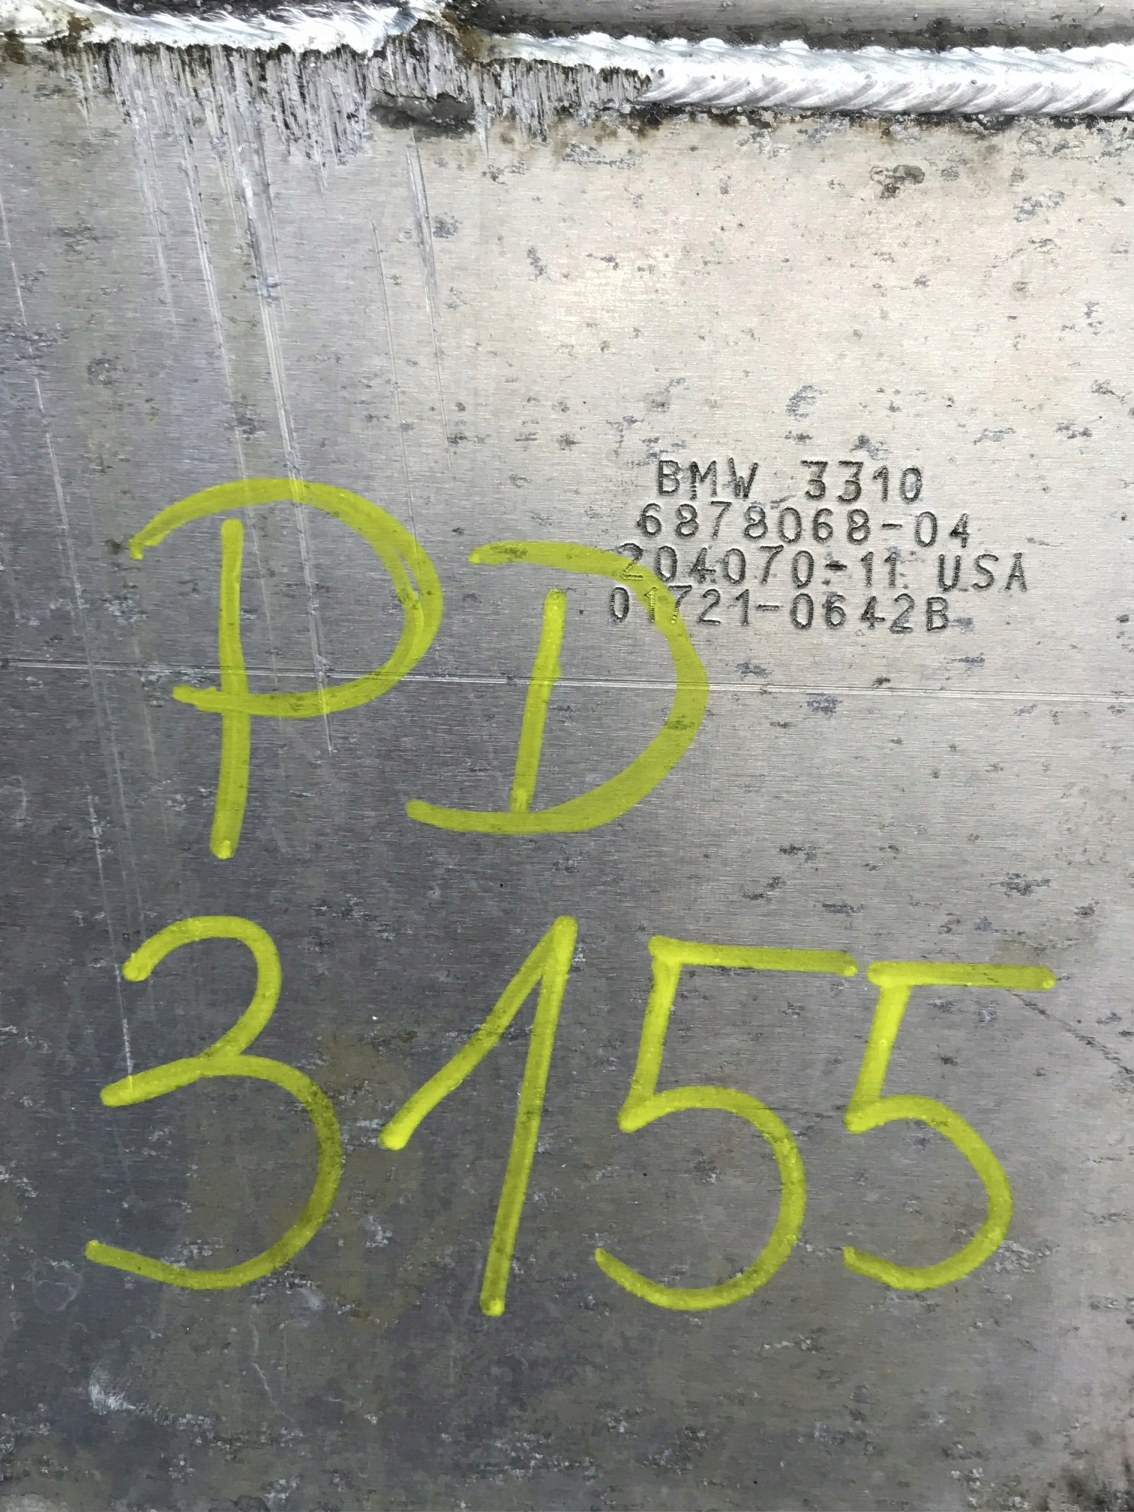 BMW 3310
6878068-04
204070-11 USA
01721-0642B
PD
3155